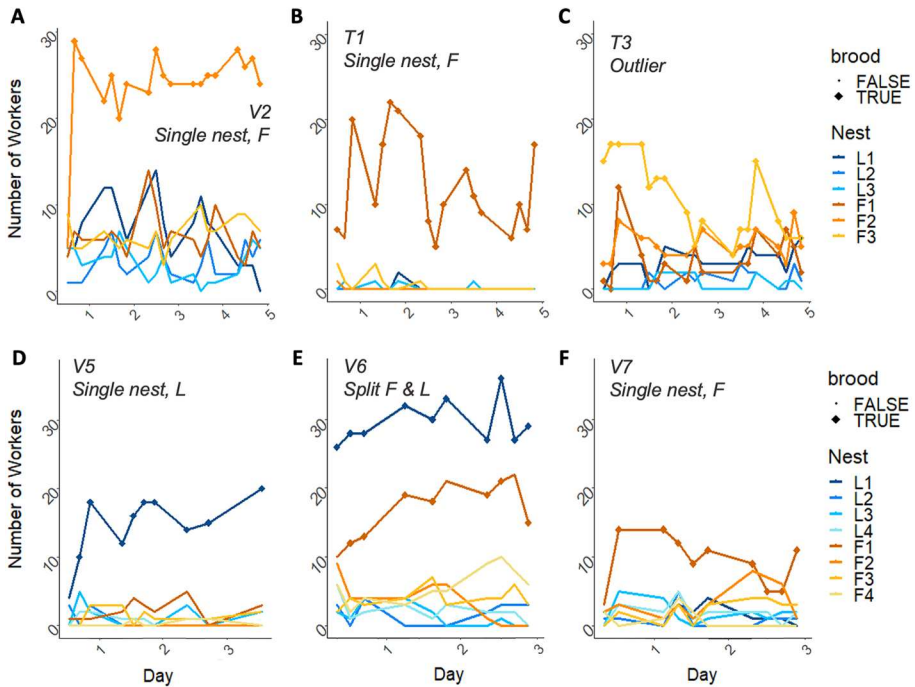 A
V2
Single nest, F
Number of Workers
30
20
10
0
1
2
3
4
5
B
T1
Single nest, F
30
20
10
0
1
2
3
4
5
C
T3
Outlier
30
20
10
0
1
2
3
4
5
brood
FALSE
TRUE
Nest
L1
L2
L3
F1
F2
F3
D
V5
Single nest, L
Number of Workers
30
20
10
0
1
2
3
Day
E
V6
Split F & L
30
20
10
0
1
2
3
Day
F
V7
Single nest, F
30
20
10
0
1
2
3
Day
brood
FALSE
TRUE
Nest
L1
L2
L3
L4
F1
F2
F3
F4